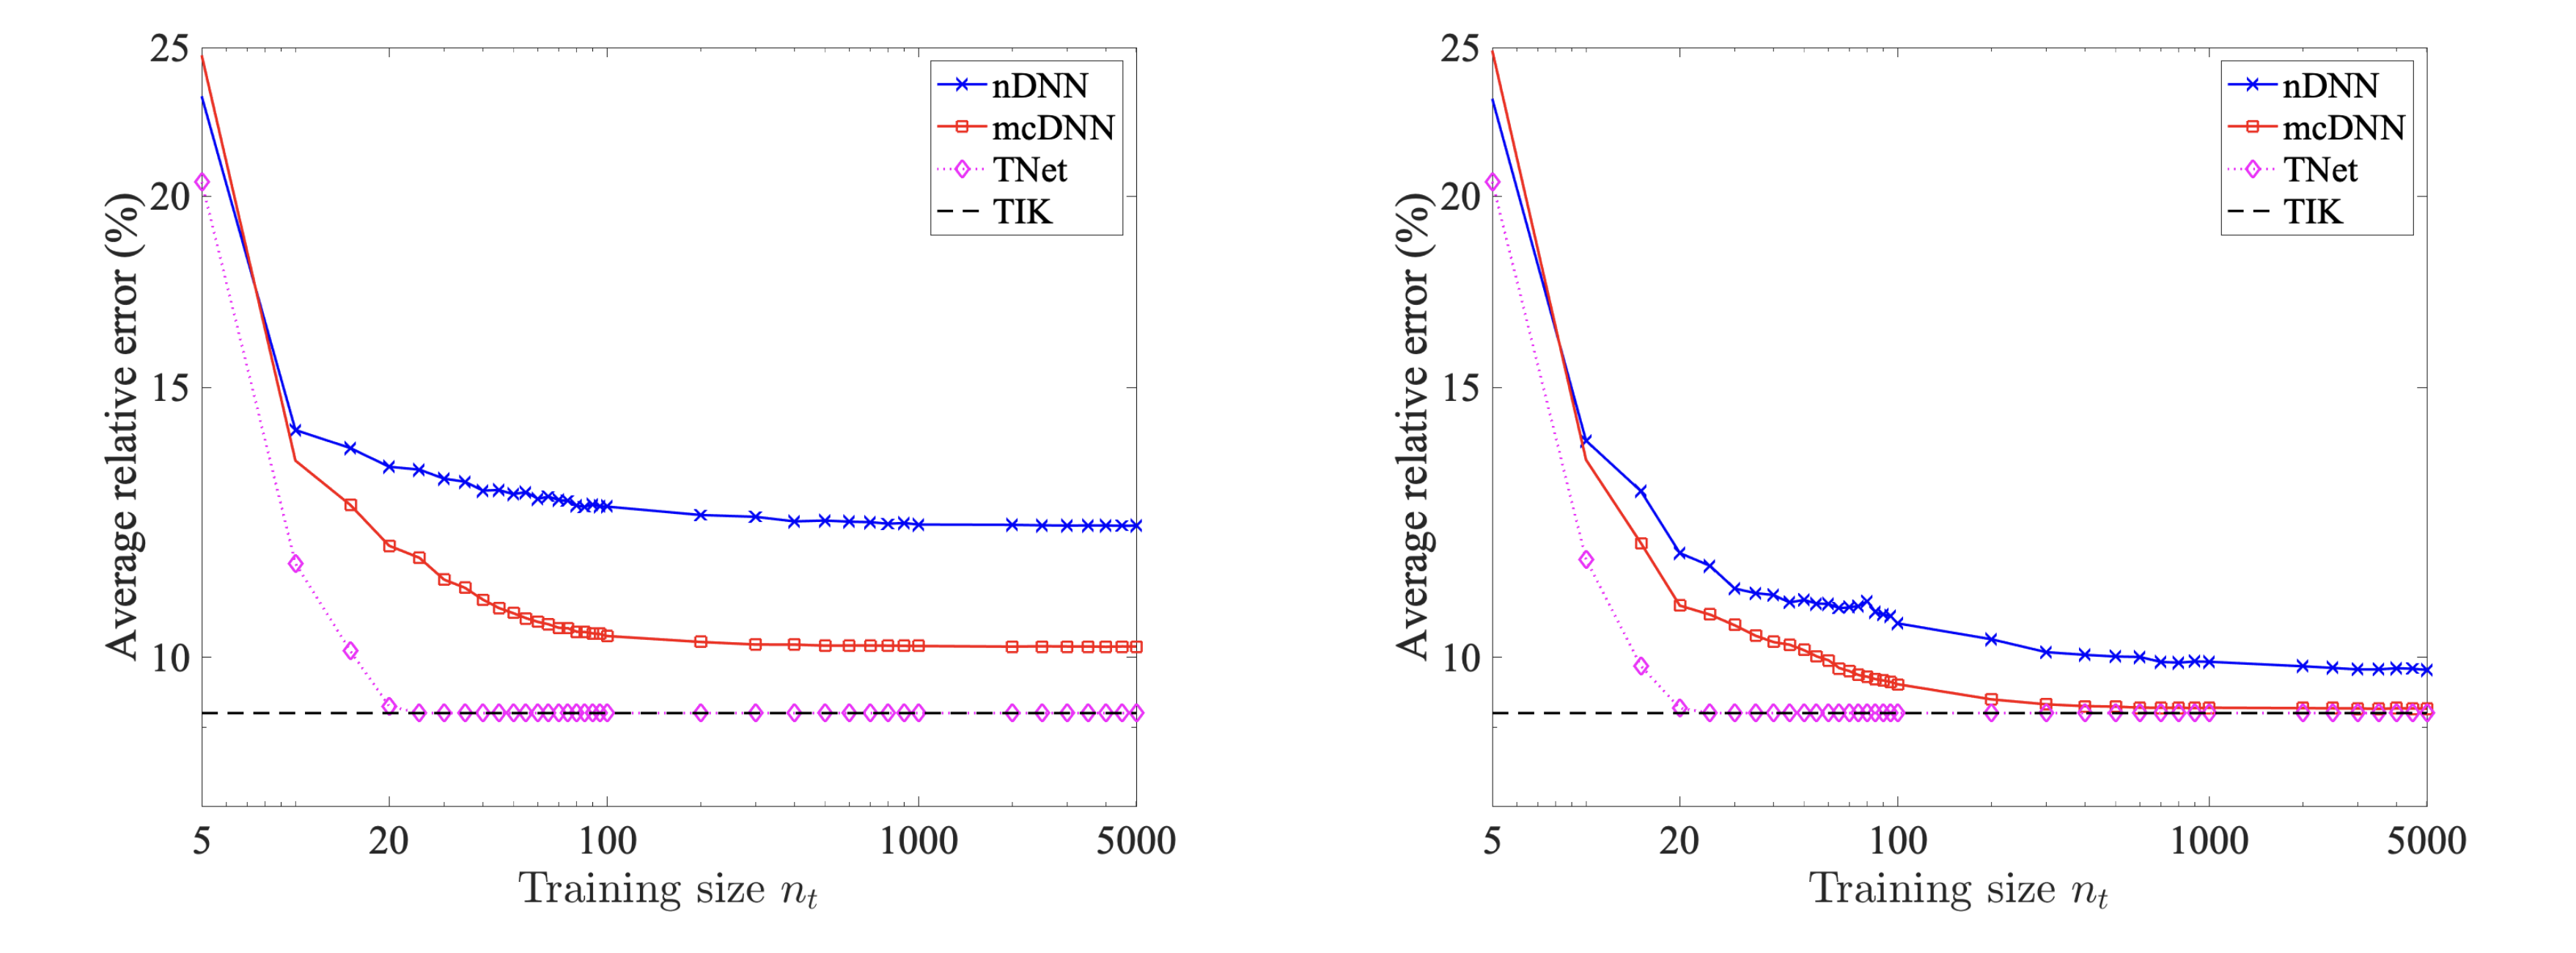 25
20
15
10
Average relative error (%)
nDNN
mcDNN
TNet
TIK
5 20 100 1000 5000
Training size n_t
25
20
15
10
Average relative error (%)
nDNN
mcDNN
TNet
TIK
5 20 100 1000 5000
Training size n_t